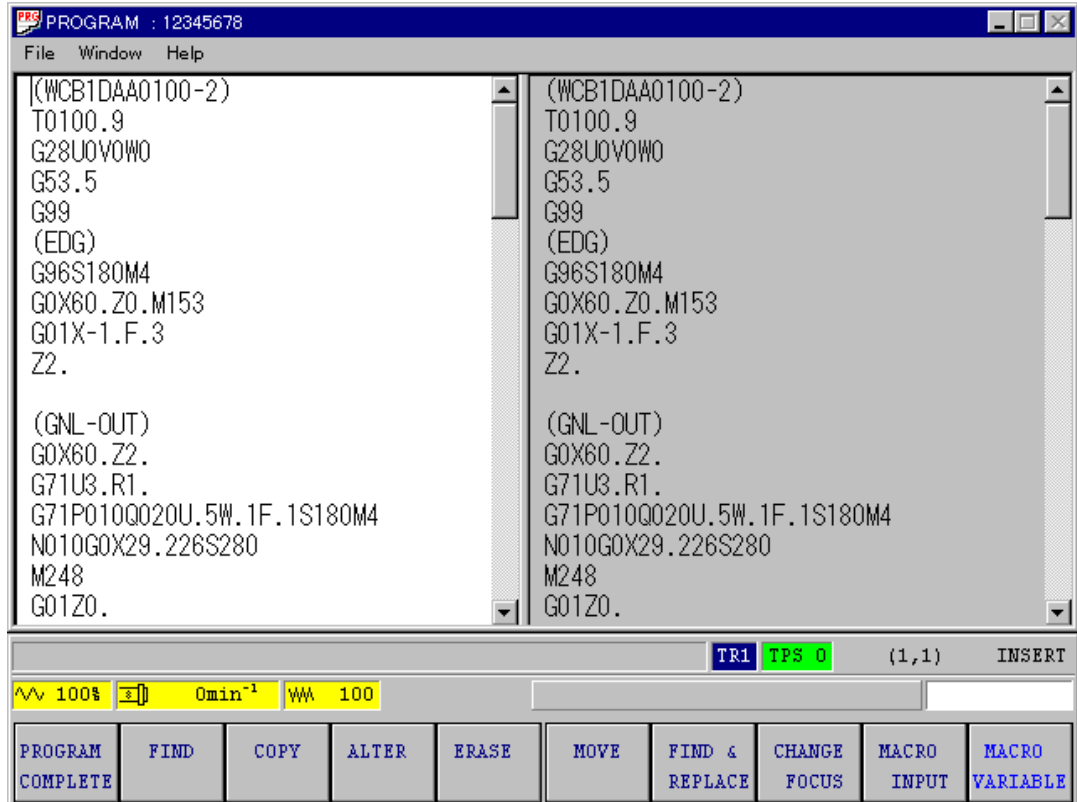 PRG PROGRAM : 12345678
File Window Help
(WCB1DAA0100-2)
T0100.9
G28U0V0W0
G53.5
G99
(EDG)
G96S180M4
G0X60.Z0.M153
G01X-1.F.3
Z2.
(GNL-OUT)
G0X60.Z2.
G71U3.R1.
G71P010Q020U.5W.1F.1S180M4
N010G0X29.226S280
M248
G01Z0.
(WCB1DAA0100-2)
T0100.9
G28U0V0W0
G53.5
G99
(EDG)
G96S180M4
G0X60.Z0.M153
G01X-1.F.3
Z2.
(GNL-OUT)
G0X60.Z2.
G71U3.R1.
G71P010Q020U.5W.1F.1S180M4
N010G0X29.226S280
M248
G01Z0.
TR1 TPS 0 (1,1) INSERT
100% 0min-1 100
PROGRAM COMPLETE
FIND
COPY
ALTER
ERASE
MOVE
FIND & REPLACE
CHANGE FOCUS
MACRO INPUT
MACRO VARIABLE